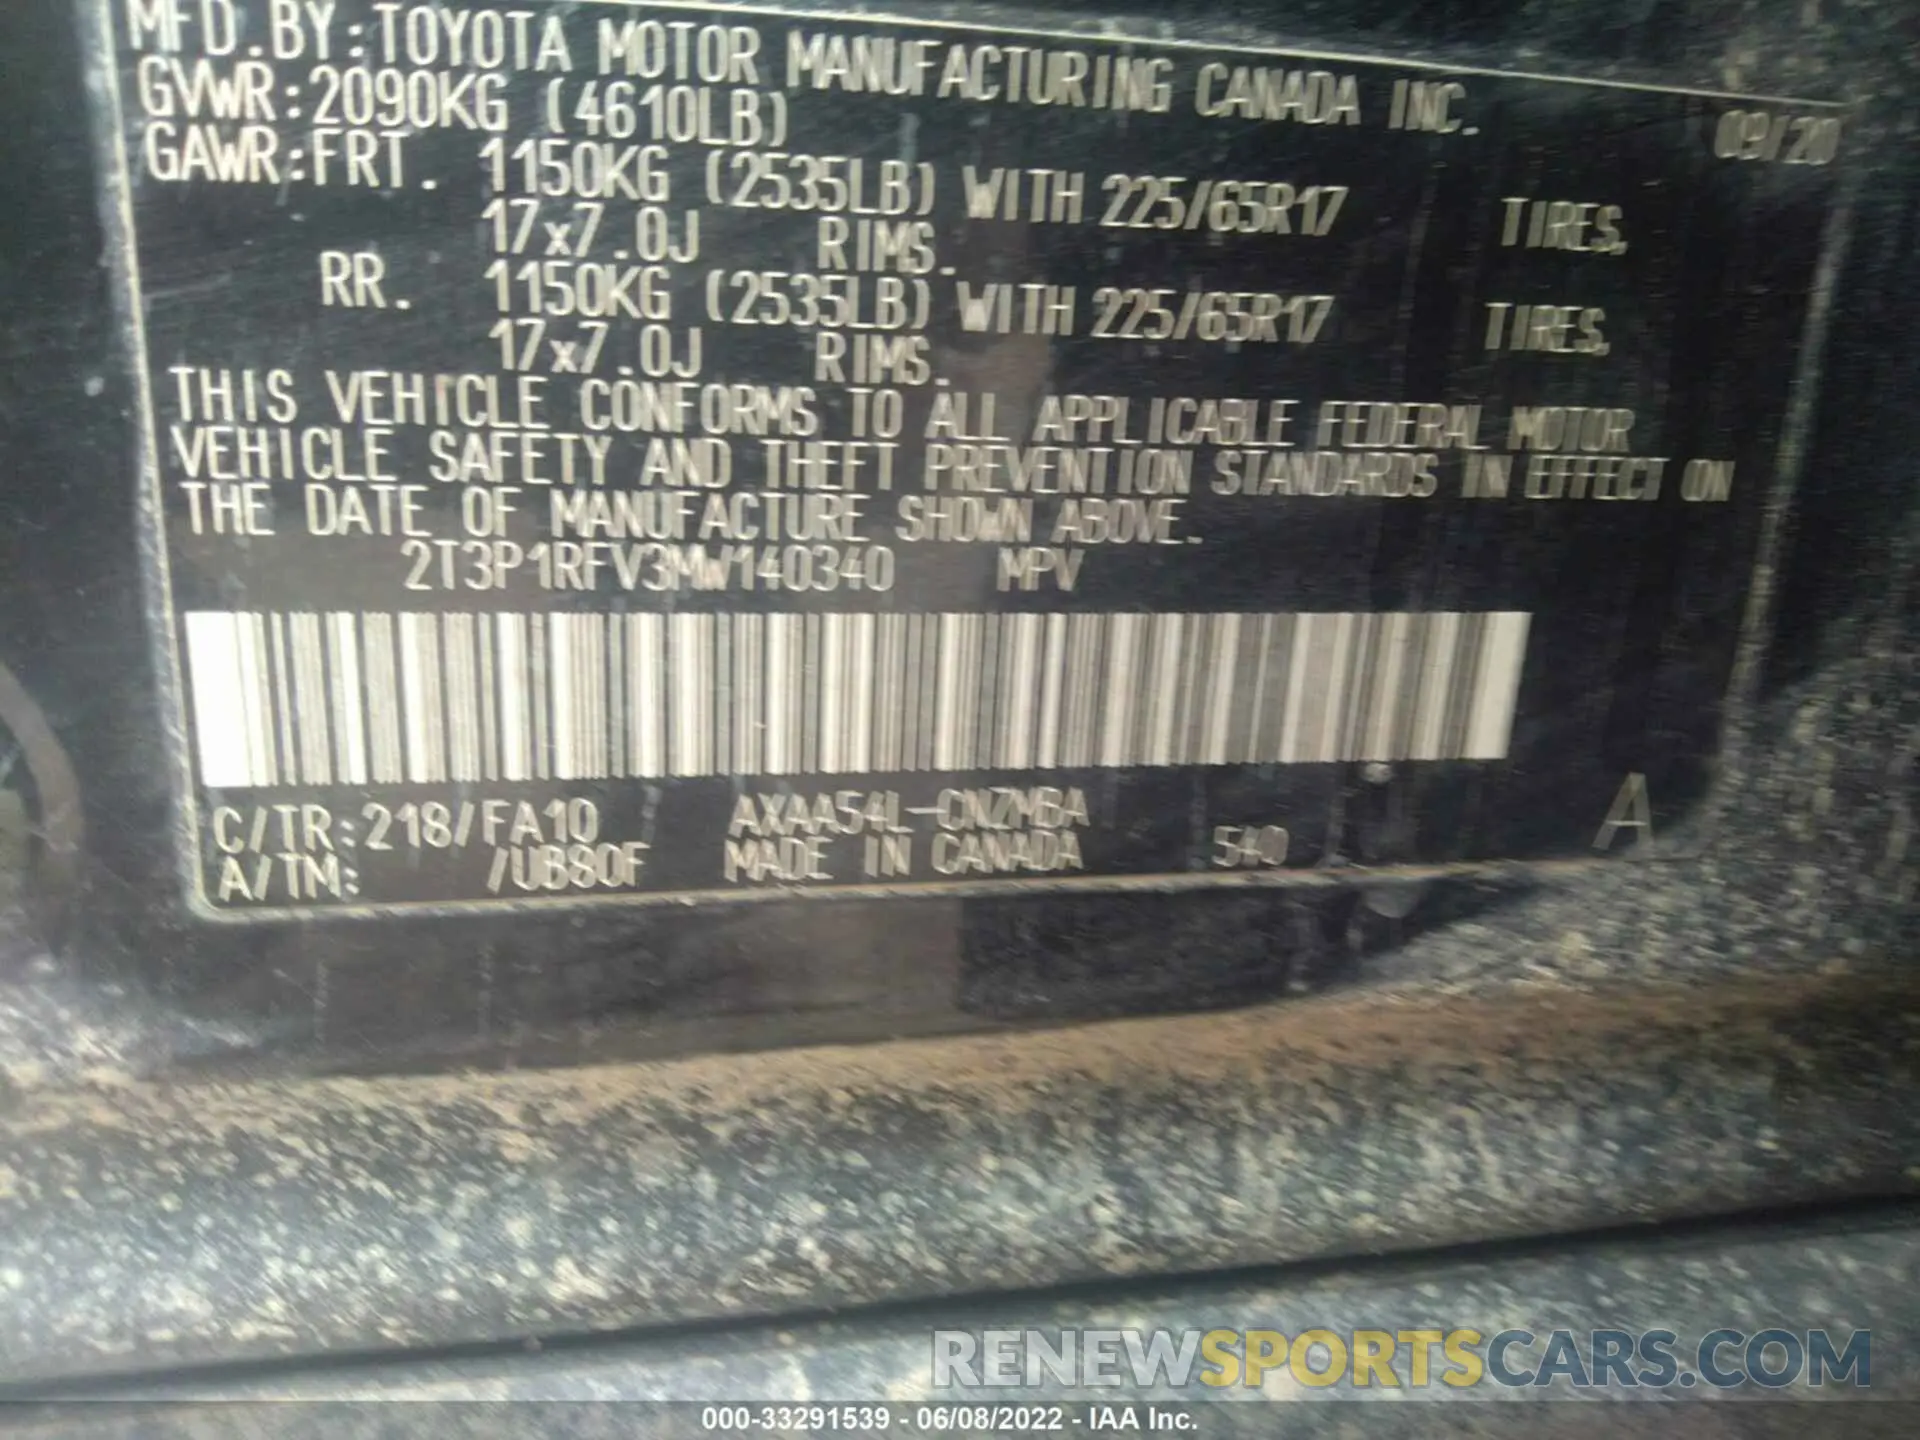 MFD.BY:TOYOTA MOTOR MANUFACTURING CANADA INC.
GVWR:2090KG (4610LB) 09/20
GAWR:FRT. 1150KG (2535LB) WITH 225/65R17 TIRES,
17x7.0J RIMS.
RR. 1150KG (2535LB) WITH 225/65R17 TIRES,
17x7.0J RIMS.
THIS VEHICLE CONFORMS TO ALL APPLICABLE FEDERAL MOTOR
VEHICLE SAFETY AND THEFT PREVENTION STANDARDS IN EFFECT ON
THE DATE OF MANUFACTURE SHOWN ABOVE.
2T3P1RFV3MW140340 MPV
C/TR:218/FA10 AXAA54L-CNZMBA
A/TM: /UB80F MADE IN CANADA 540 A
RENEWSPORTSCARS.COM
000-33291539 - 06/08/2022 - IAA Inc.